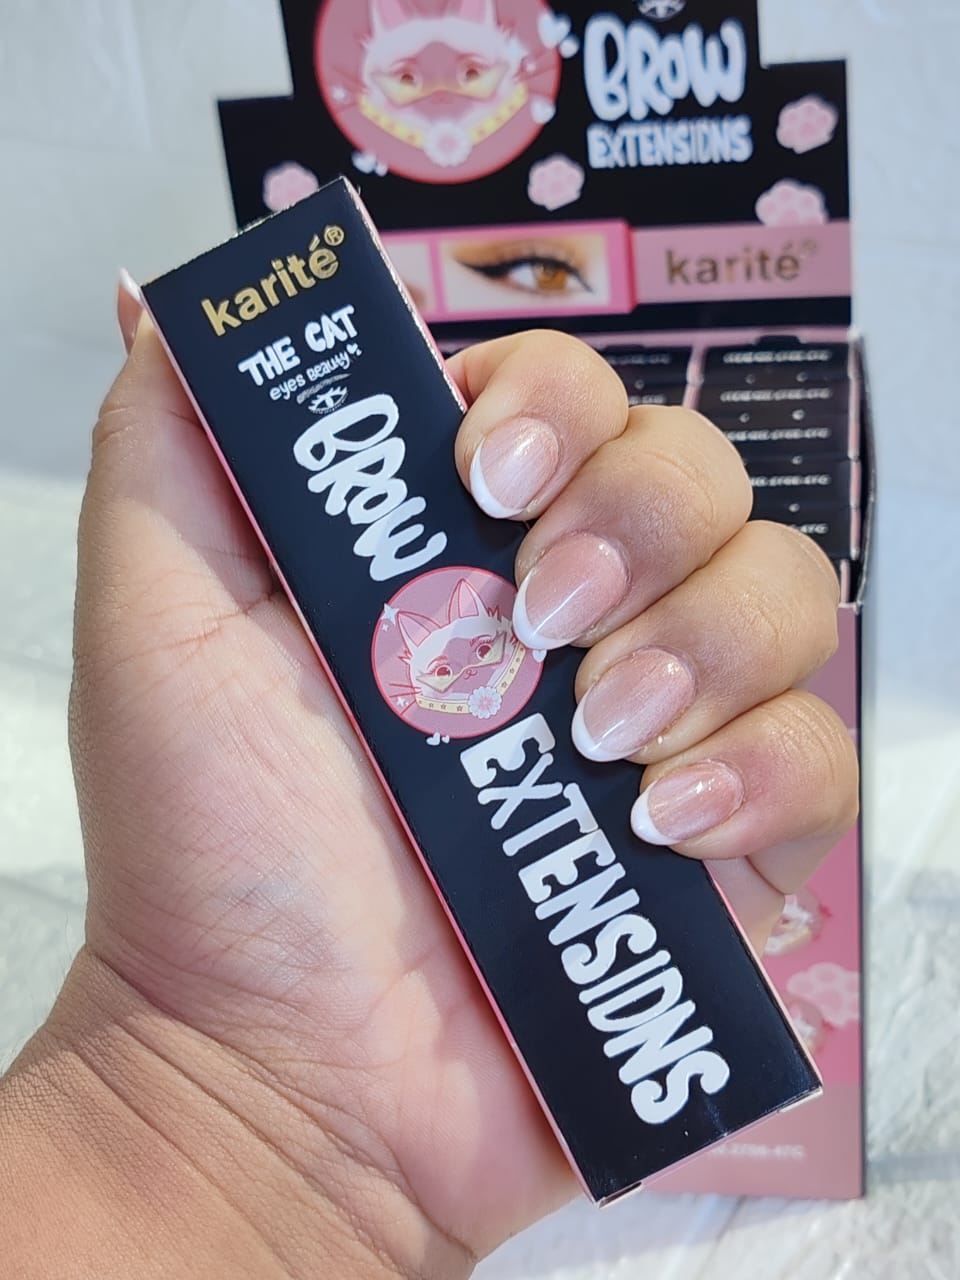 BROW
EXTENSIONS
karité
karité®
THE CAT
eyes Beauty
BROW
EXTENSIONS